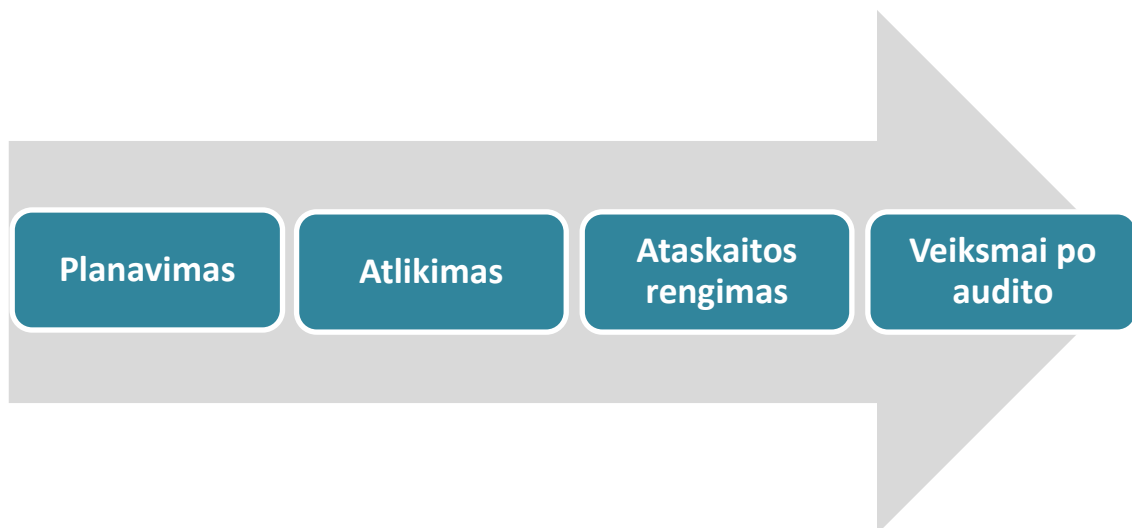 Planavimas
Atlikimas
Ataskaitos
rengimas
Veiksmai po
audito